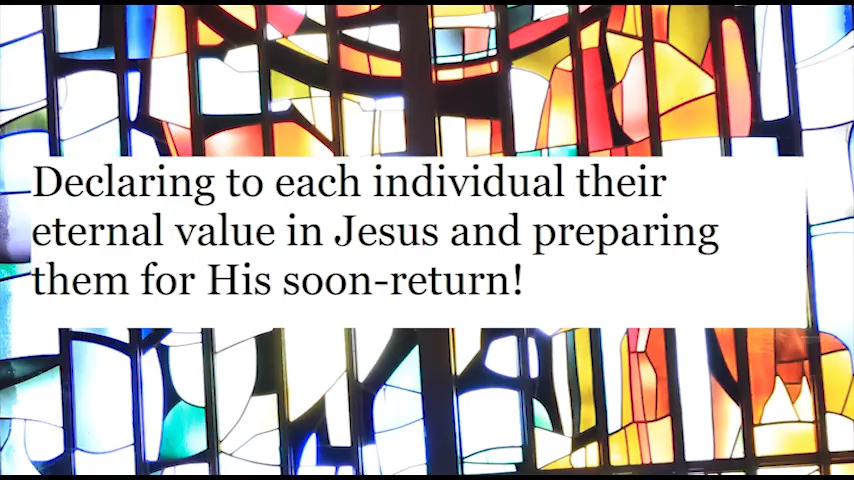 Declaring to each individual their
eternal value in Jesus and preparing
them for His soon-return!